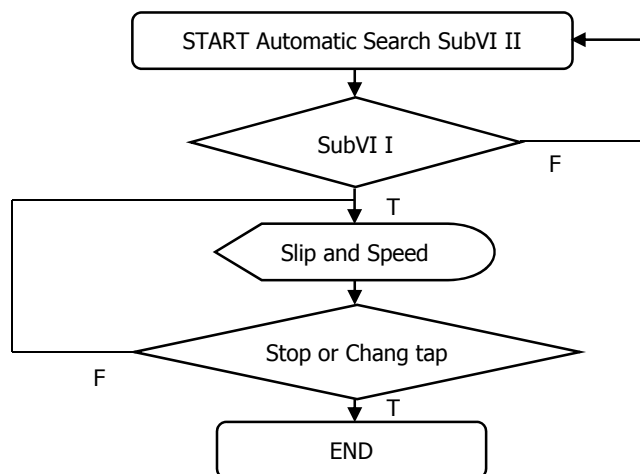 START Automatic Search SubVI II
SubVI I
F
T
Slip and Speed
Stop or Chang tap
F
T
END